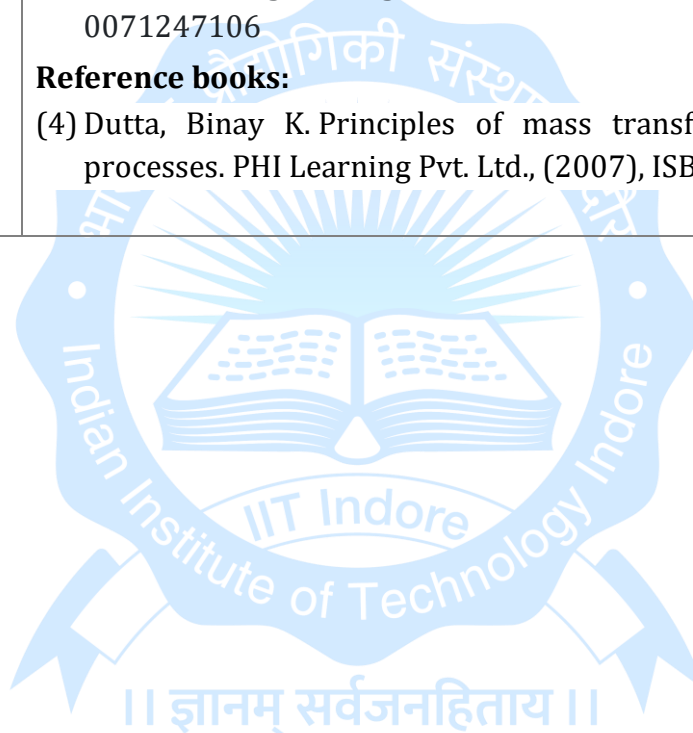 0071247106
Reference books:
(4) Dutta, Binay K. Principles of mass transf
processes. PHI Learning Pvt. Ltd., (2007), ISB
Indian Institute of Technology Indore
IIT Indore
।। ज्ञानम् सर्वजनहिताय ।।